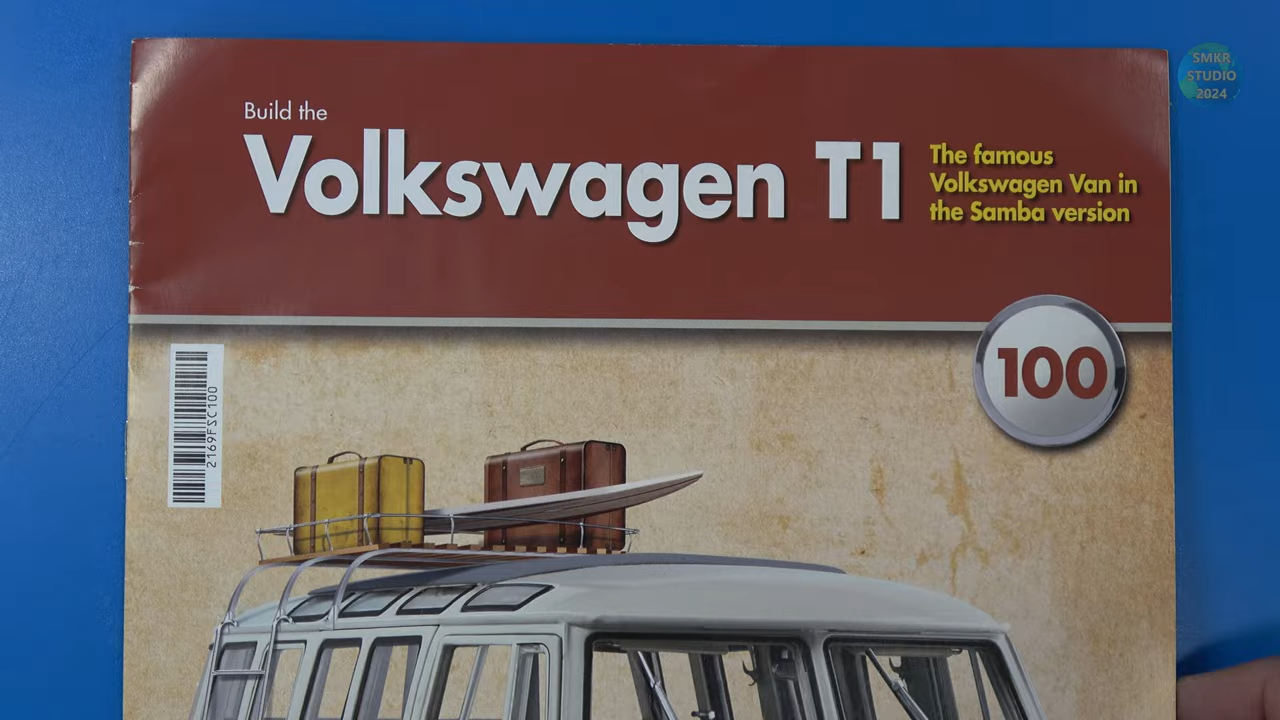 SMKR
STUDIO
2024
Build the
Volkswagen T1
The famous
Volkswagen Van in
the Samba version
100
2169FSC100